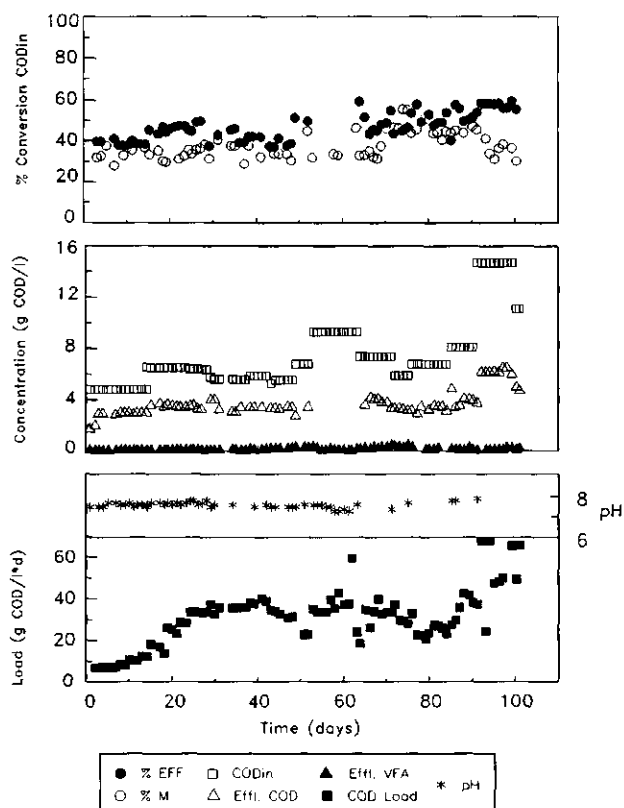 % Conversion CODin
100
80
60
40
20
0
Concentration (g COD/l)
16
12
8
4
0
8
pH
6
Load (g COD/l*d)
60
40
20
0
0 20 40 60 80 100
Time (days)
% EFF CODin Effl. VFA pH
% M Effl. COD COD Load